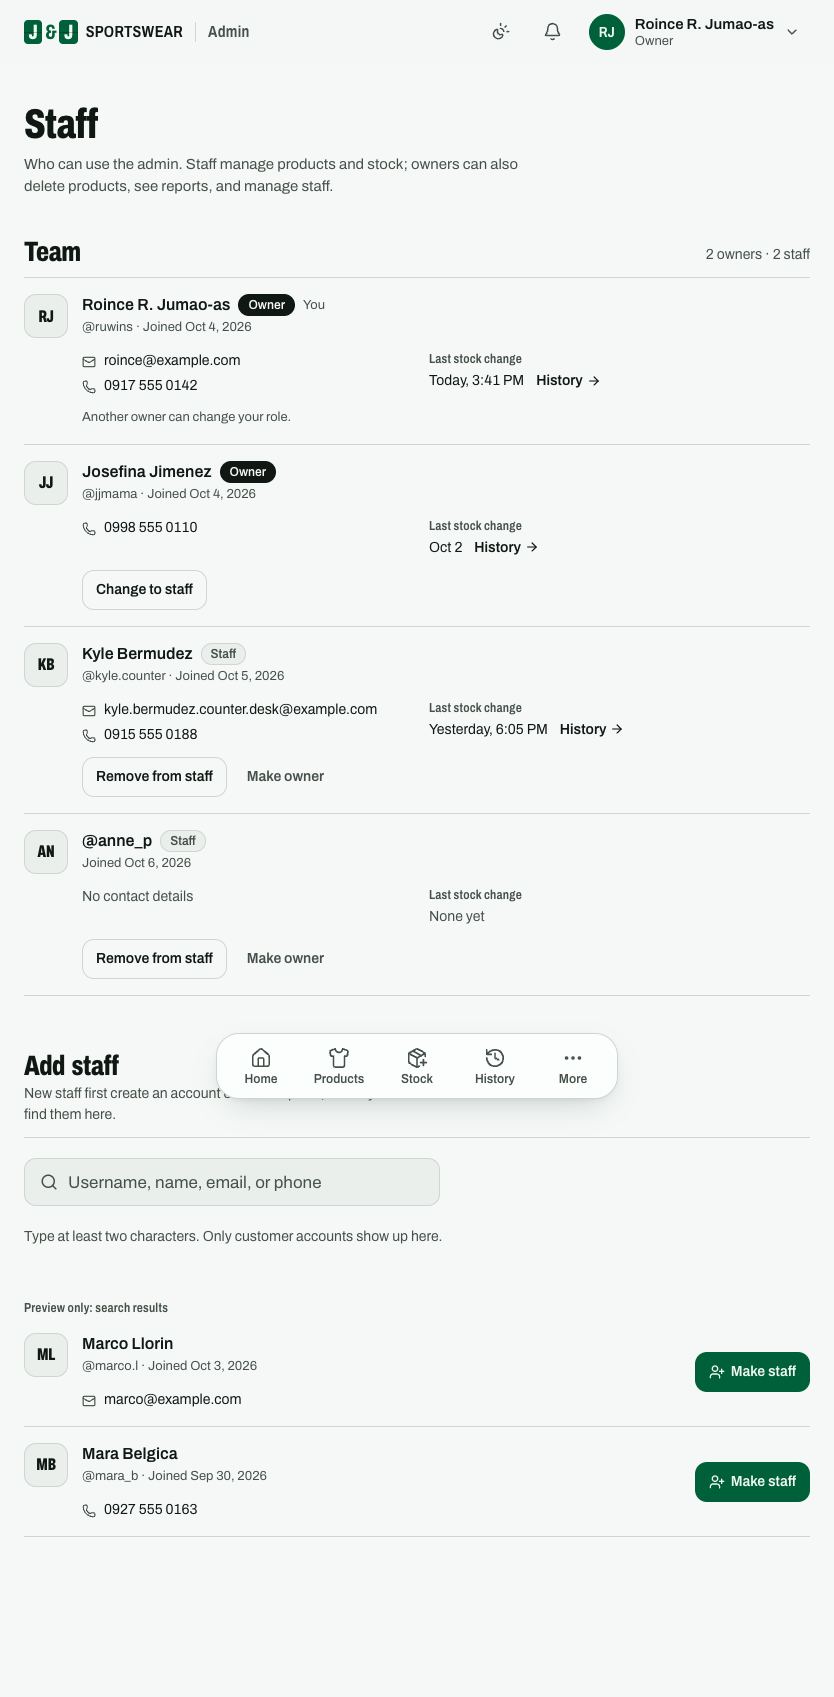 J & J SPORTSWEAR Admin
RJ Roince R. Jumao-as
Owner
Staff
Who can use the admin. Staff manage products and stock; owners can also
delete products, see reports, and manage staff.
Team
2 owners · 2 staff
RJ
Roince R. Jumao-as Owner You
@ruwins · Joined Oct 4, 2026
roince@example.com
0917 555 0142
Last stock change
Today, 3:41 PM History →
Another owner can change your role.
JJ
Josefina Jimenez Owner
@jjmama · Joined Oct 4, 2026
0998 555 0110
Last stock change
Oct 2 History →
Change to staff
KB
Kyle Bermudez Staff
@kyle.counter · Joined Oct 5, 2026
kyle.bermudez.counter.desk@example.com
0915 555 0188
Last stock change
Yesterday, 6:05 PM History →
Remove from staff Make owner
AN
@anne_p Staff
Joined Oct 6, 2026
No contact details
Last stock change
None yet
Remove from staff Make owner
Add staff
New staff first create an account
find them here.
Home Products Stock History More
Username, name, email, or phone
Type at least two characters. Only customer accounts show up here.
Preview only: search results
ML
Marco Llorin
@marco.l · Joined Oct 3, 2026
marco@example.com
Make staff
MB
Mara Belgica
@mara_b · Joined Sep 30, 2026
0927 555 0163
Make staff